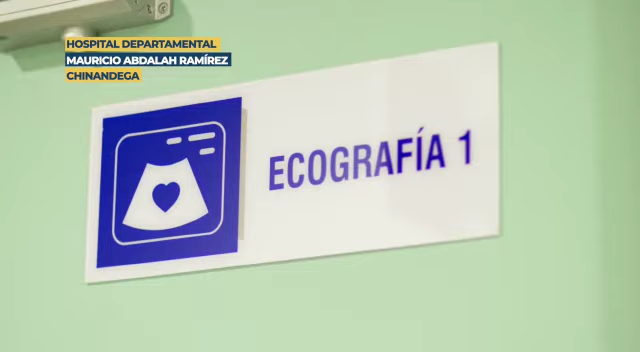 HOSPITAL DEPARTAMENTAL
MAURICIO ABDALAH RAMÍREZ
CHINANDEGA
ECOGRAFÍA 1